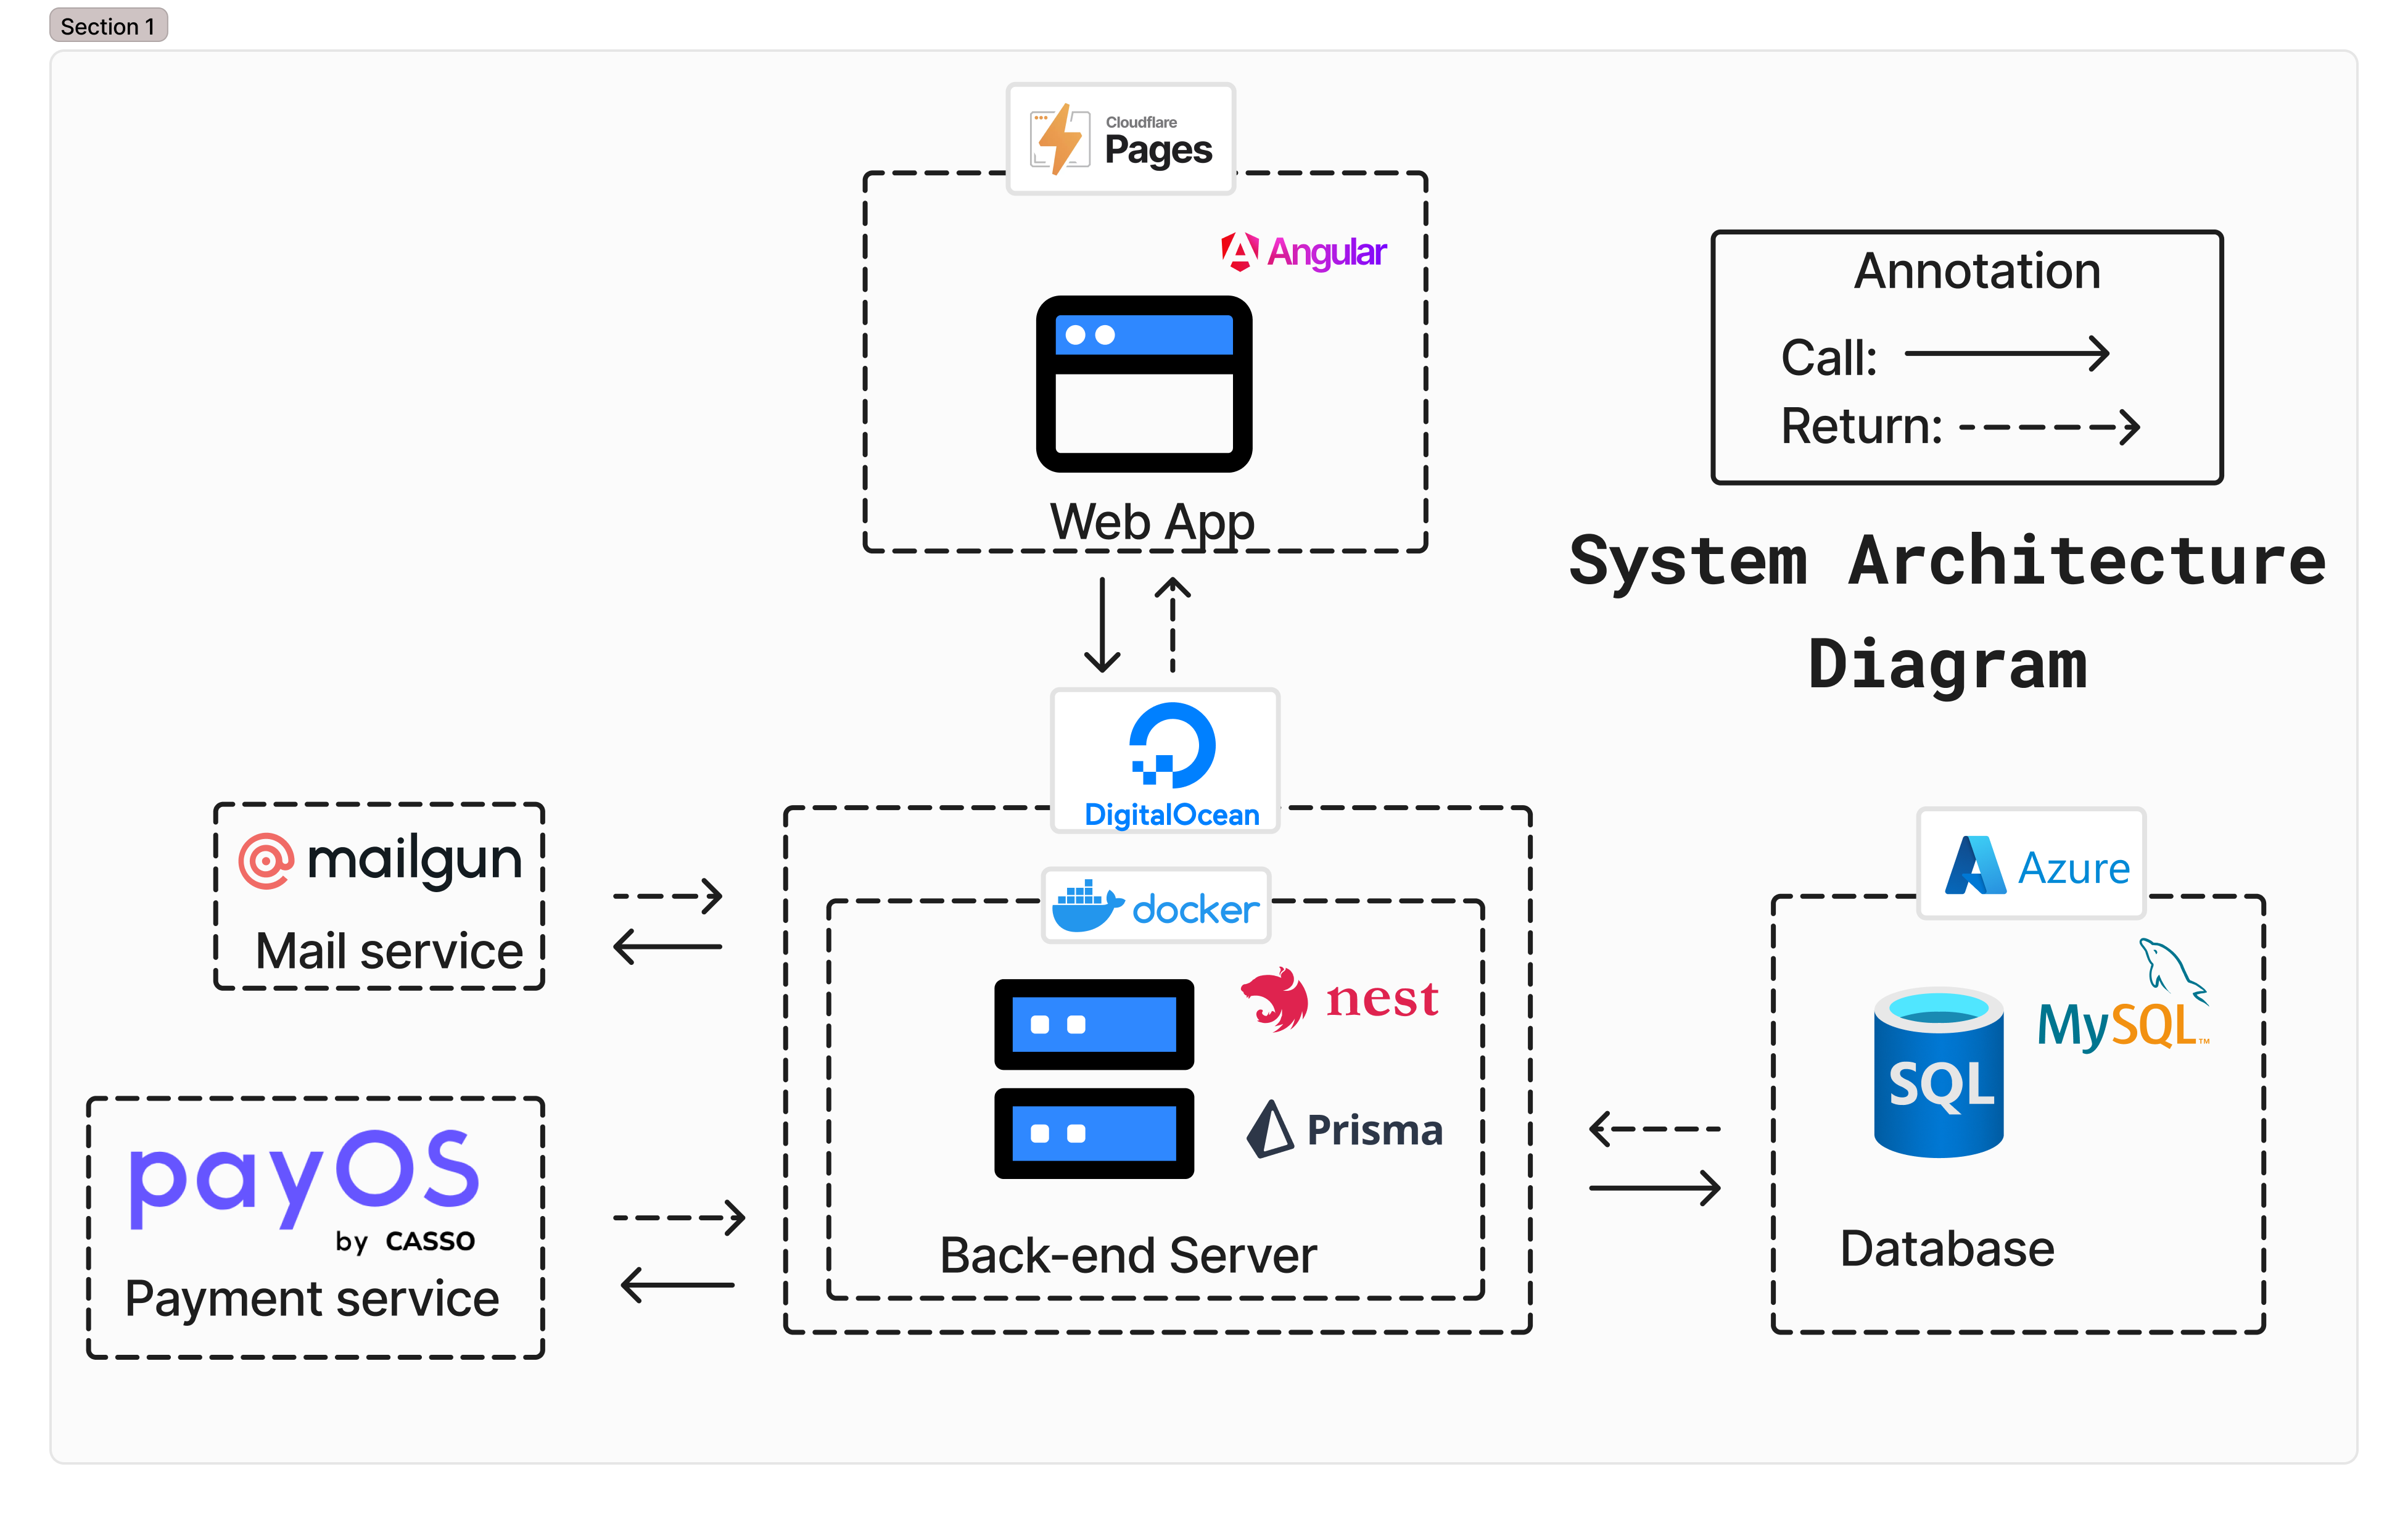 Section 1
Cloudflare
Pages
Angular
Web App
Annotation
Call:
Return:
System Architecture
Diagram
DigitalOcean
mailgun
Mail service
docker
nest
Prisma
Back-end Server
payOS
by CASSO
Payment service
Azure
MySQL™
SQL
Database